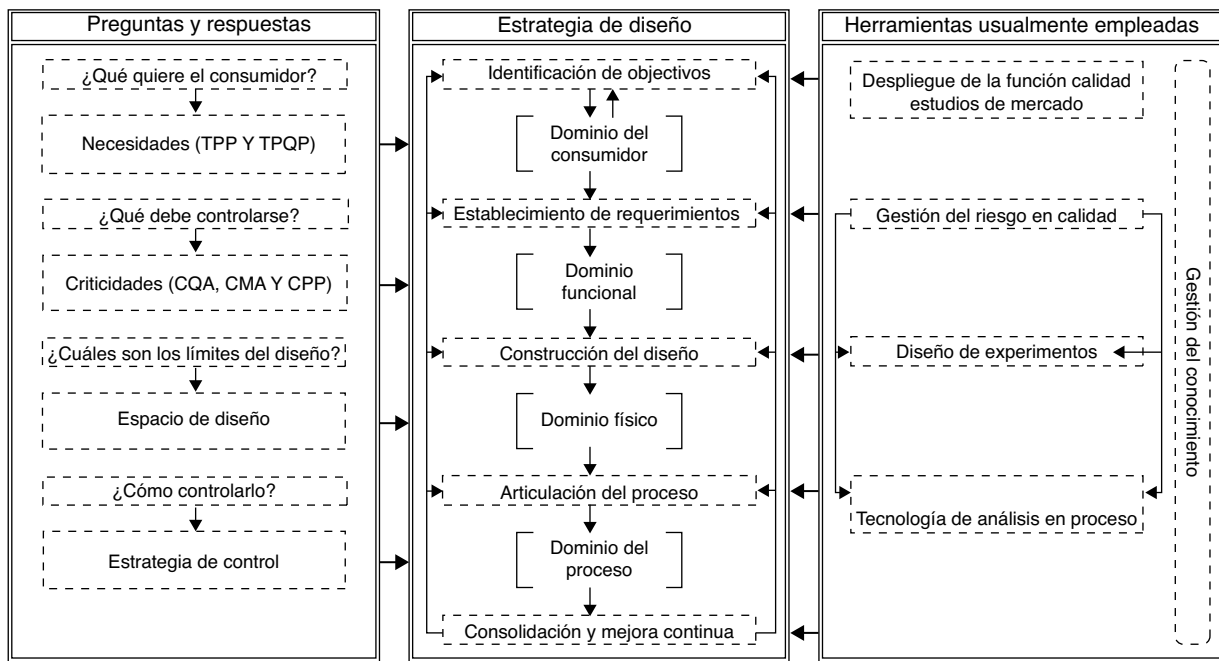 Preguntas y respuestas
¿Qué quiere el consumidor?
Necesidades (TPP Y TPQP)
¿Qué debe controlarse?
Criticidades (CQA, CMA Y CPP)
¿Cuáles son los límites del diseño?
Espacio de diseño
¿Cómo controlarlo?
Estrategia de control
Estrategia de diseño
Identificación de objetivos
Dominio del
consumidor
Establecimiento de requerimientos
Dominio
funcional
Construcción del diseño
Dominio físico
Articulación del proceso
Dominio del
proceso
Consolidación y mejora continua
Herramientas usualmente empleadas
Despliegue de la función calidad
estudios de mercado
Gestión del riesgo en calidad
Diseño de experimentos
Tecnología de análisis en proceso
Gestión del conocimiento